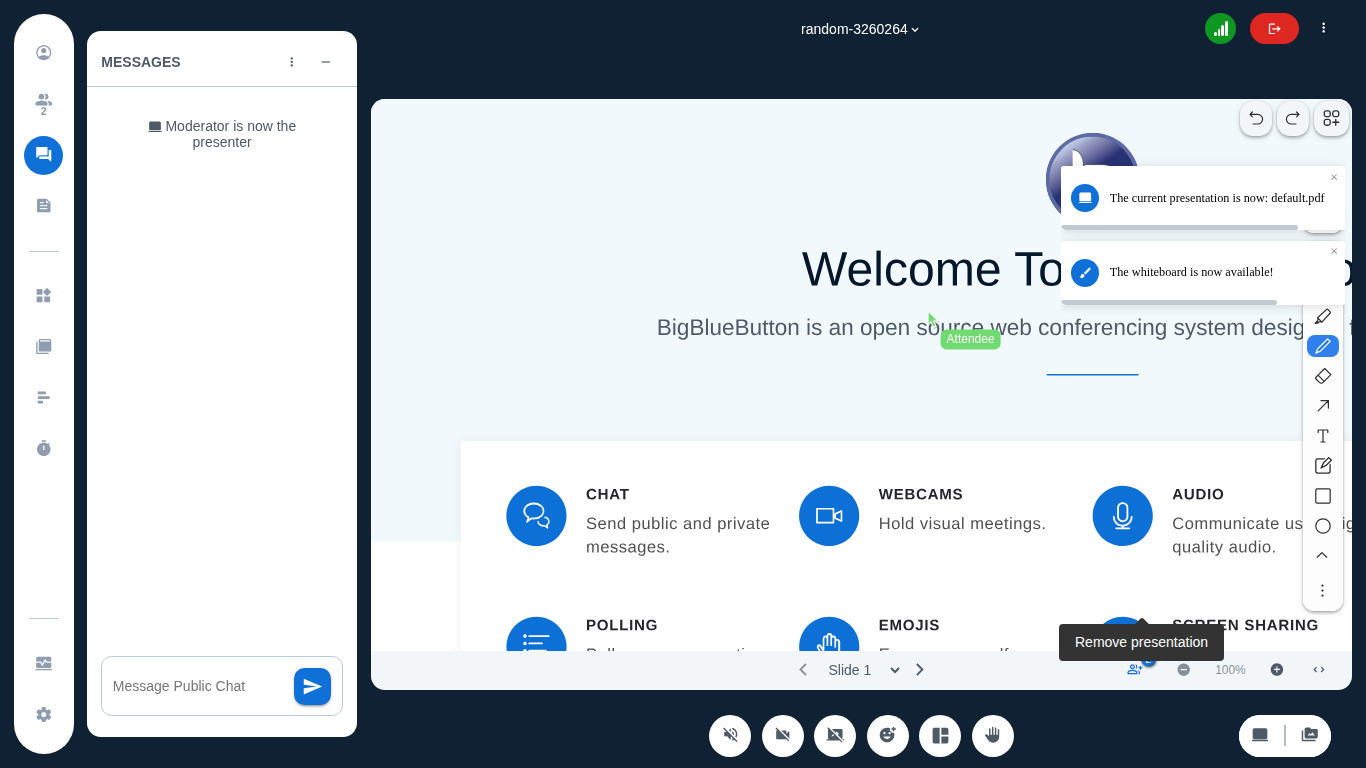 random-3260264
MESSAGES
2
Moderator is now the
presenter
The current presentation is now: default.pdf
The whiteboard is now available!
Welcome To
BigBlueButton is an open source web conferencing system
Attendee
CHAT
Send public and private
messages.
WEBCAMS
Hold visual meetings.
AUDIO
Communicate
quality audio.
POLLING
EMOJIS
SCREEN SHARING
Remove presentation
Message Public Chat
Slide 1
100%